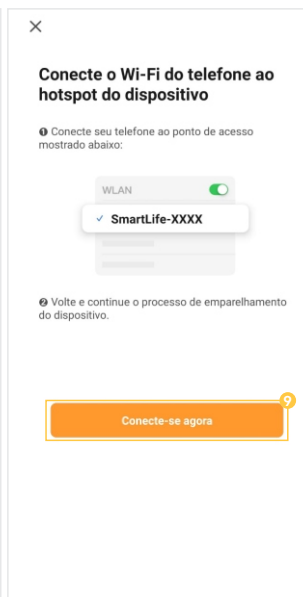 Conecte o Wi-Fi do telefone ao
hotspot do dispositivo
❶ Conecte seu telefone ao ponto de acesso
mostrado abaixo:
WLAN
SmartLife-XXXX
❷ Volte e continue o processo de emparelhamento
do dispositivo.
9
Conecte-se agora